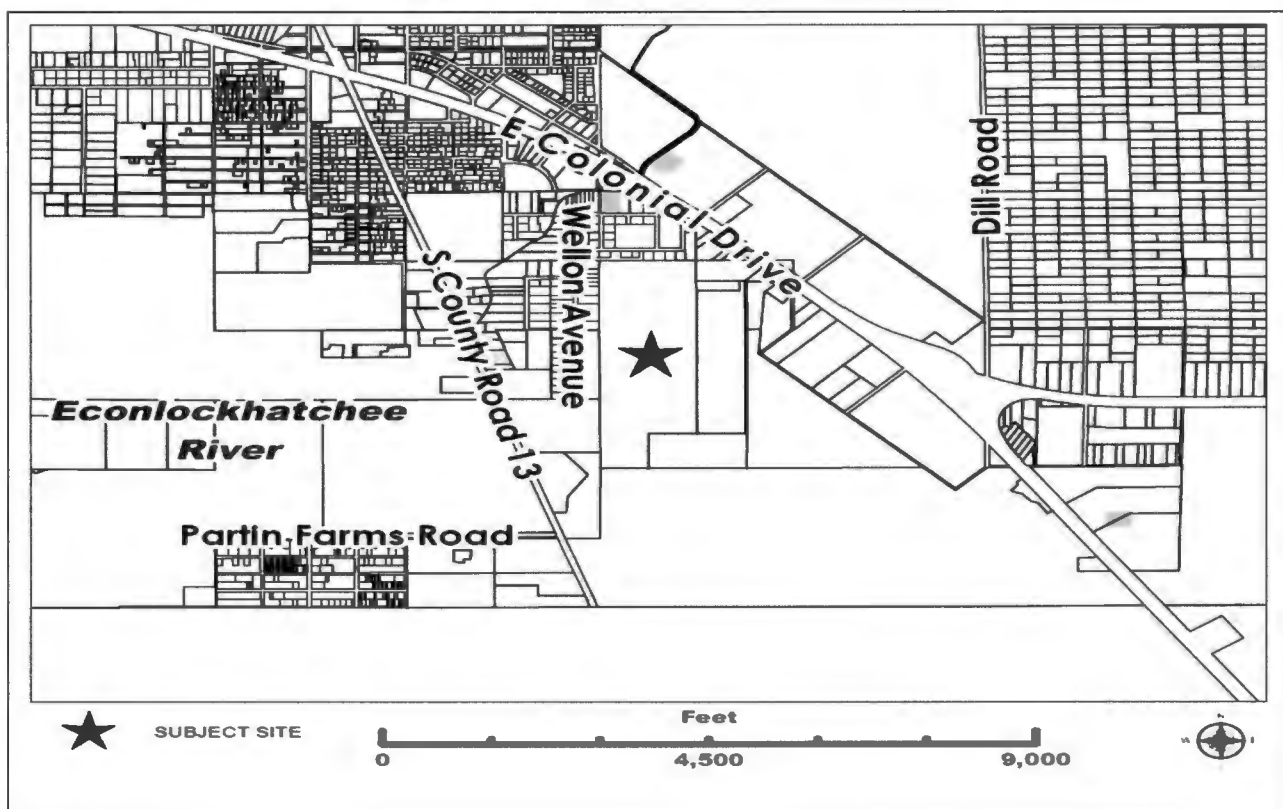 E Colonial Drive
Dill Road
Wellon Avenue
S County Road 13
Econlockhatchee
River
Partin Farms Road
SUBJECT SITE
Feet
0
4,500
9,000